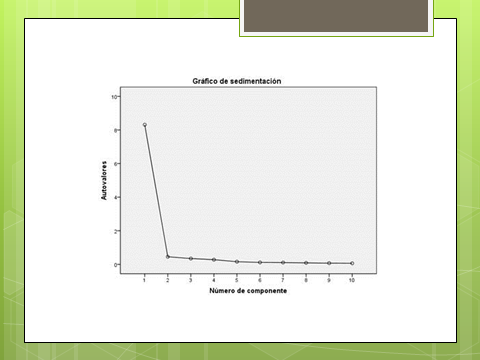 Gráfico de sedimentación
Autovalores
10
8
6
4
2
0
1 2 3 4 5 6 7 8 9 10
Número de componente